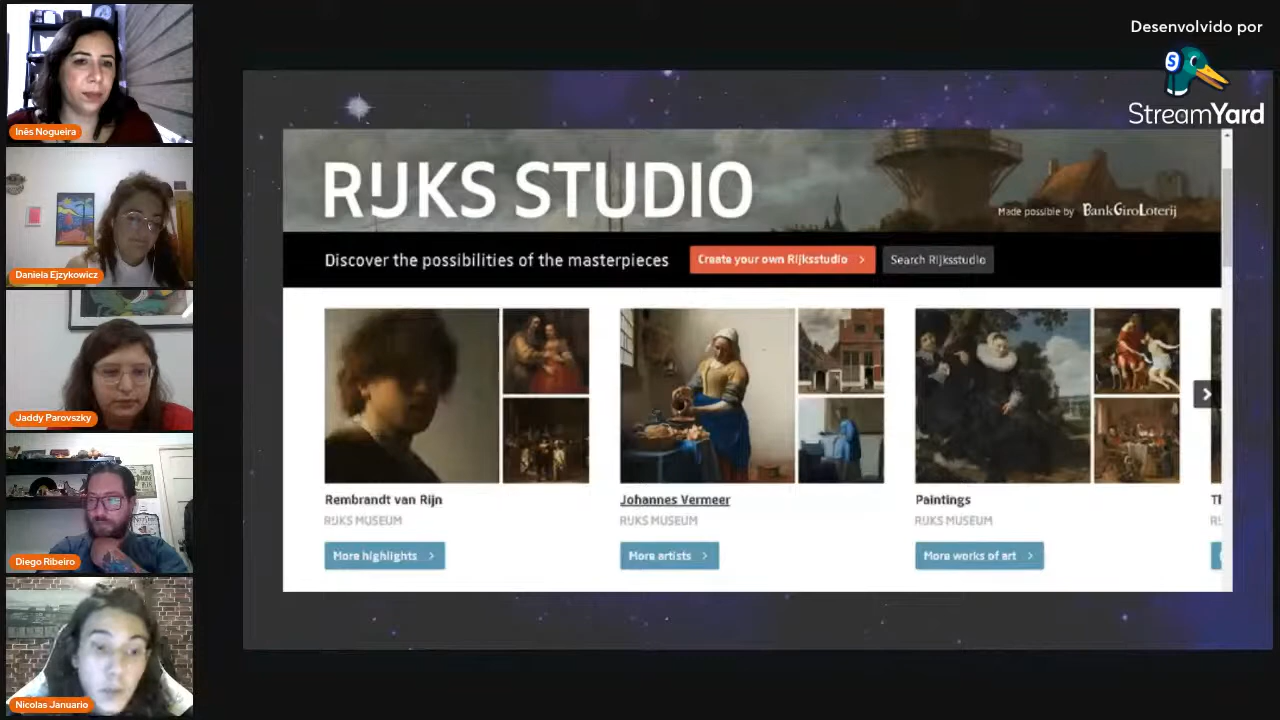 Desenvolvido por
S
StreamYard
Inês Nogueira
Daniela Ejzykowicz
Jaddy Parovszky
Diego Ribeiro
Nicolas Januario
RIJKS STUDIO
Made possible by BankGiroLoterij
Discover the possibilities of the masterpieces
Create your own Rijksstudio >
Search Rijksstudio
Rembrandt van Rijn
RIJKS MUSEUM
More highlights >
Johannes Vermeer
RIJKS MUSEUM
More artists >
Paintings
RIJKS MUSEUM
More works of art >